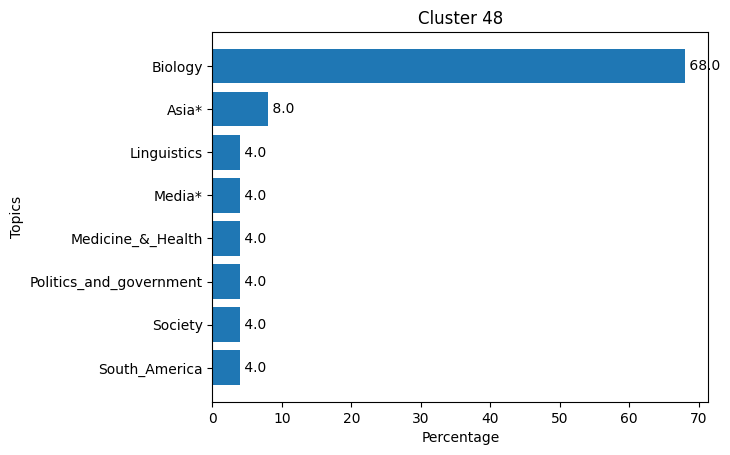 Cluster 48
Topics
Biology 68.0
Asia* 8.0
Linguistics 4.0
Media* 4.0
Medicine_&_Health 4.0
Politics_and_government 4.0
Society 4.0
South_America 4.0
0 10 20 30 40 50 60 70
Percentage